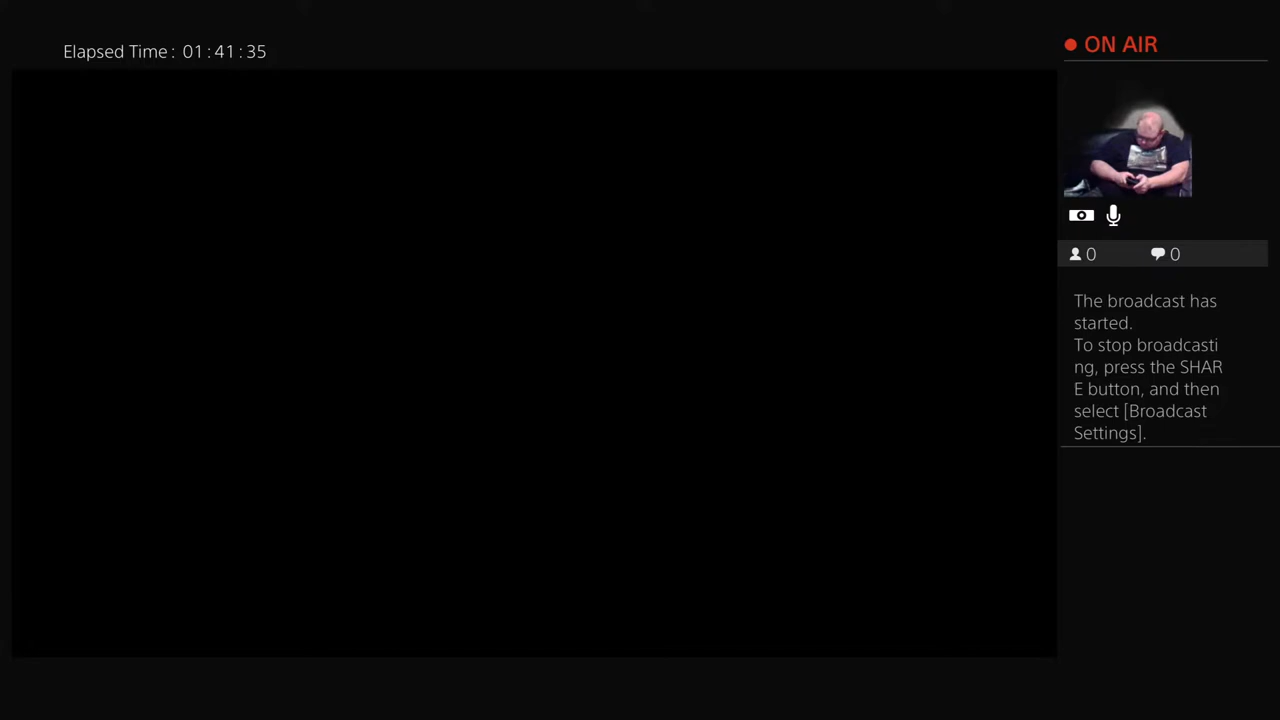 Elapsed Time: 01:41:35
ON AIR
0 0
The broadcast has
started.
To stop broadcasti
ng, press the SHAR
E button, and then
select [Broadcast
Settings].